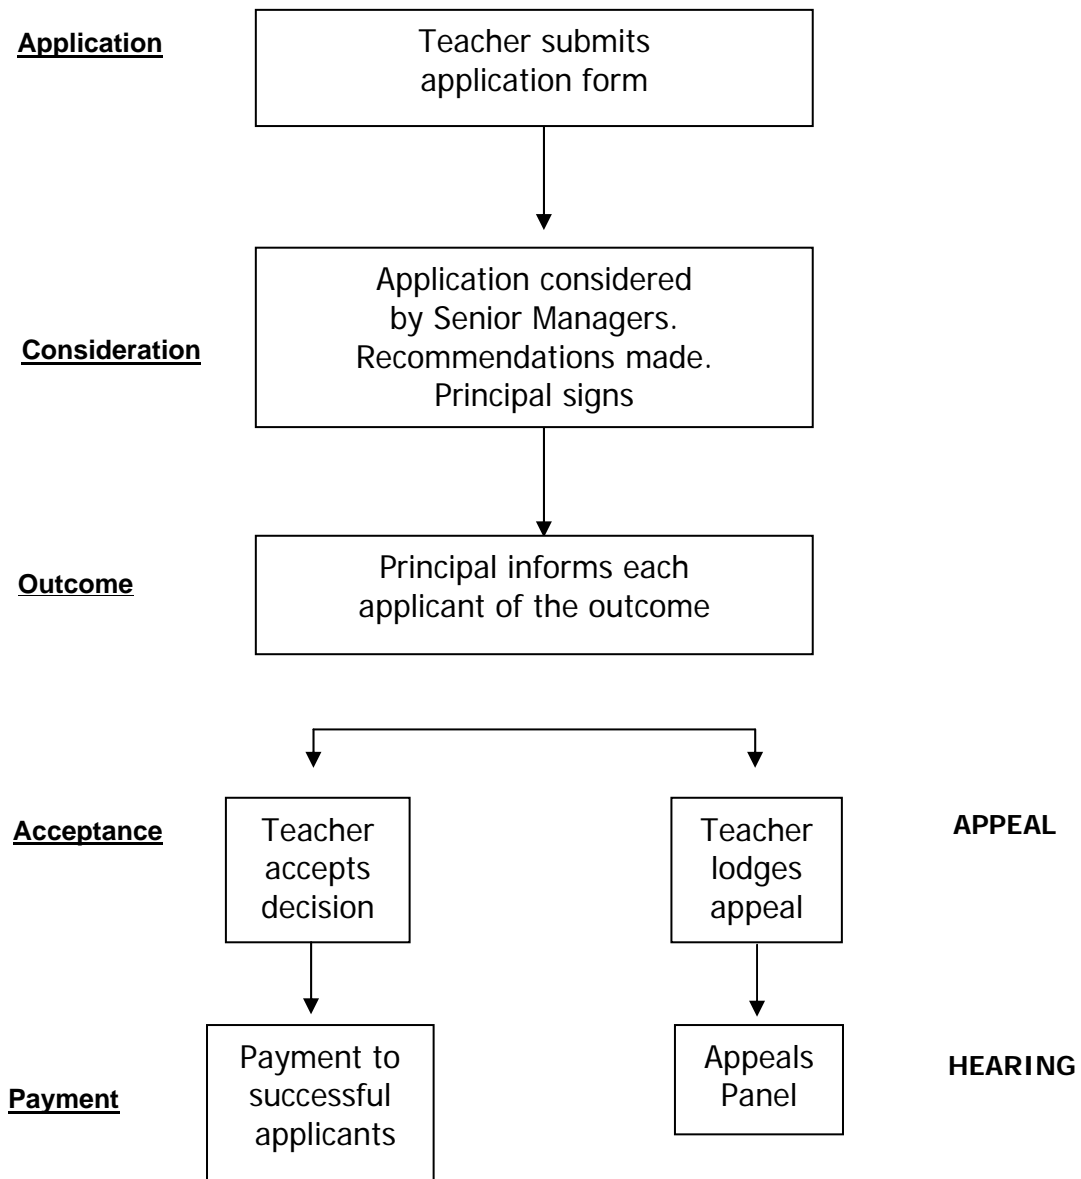 Application
Teacher submits
application form
Application considered
by Senior Managers.
Recommendations made.
Principal signs
Consideration
Principal informs each
applicant of the outcome
Outcome
Acceptance
Teacher
accepts
decision
Teacher
lodges
appeal
APPEAL
Payment
Payment to
successful
applicants
Appeals
Panel
HEARING